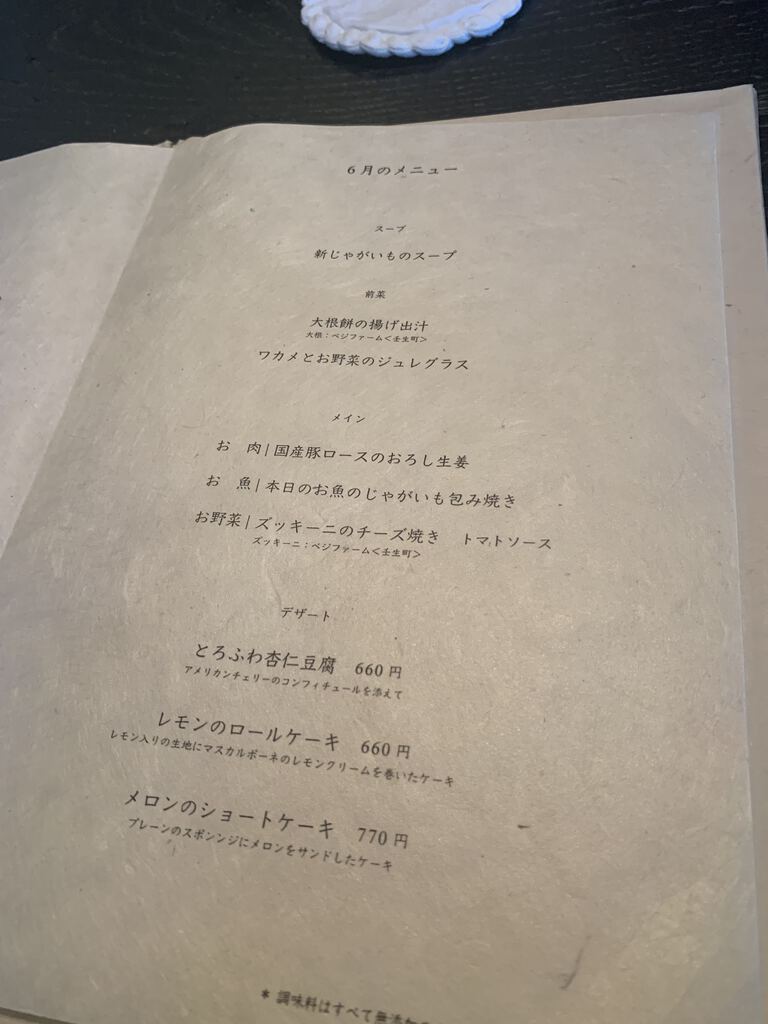 6月のメニュー
スープ
新じゃがいものスープ
前菜
大根餅の揚げ出汁
大根：ベジファーム＜壬生町＞
ワカメとお野菜のジュレグラス
メイン
お　肉|国産豚ロースのおろし生姜
お　魚|本日のお魚のじゃがいも包み焼き
お野菜|ズッキーニのチーズ焼き　トマトソース
ズッキーニ：ベジファーム＜壬生町＞
デザート
とろふわ杏仁豆腐　660円
アメリカンチェリーのコンフィチュールを添えて
レモンのロールケーキ　660円
レモン入りの生地にマスカルポーネのレモンクリームを巻いたケーキ
メロンのショートケーキ　770円
プレーンのスポンンジにメロンをサンドしたケーキ
* 調味料はすべて無添加